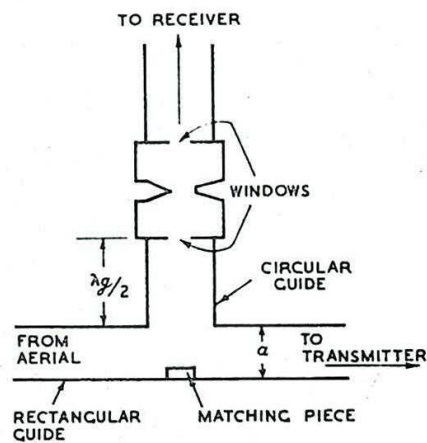 TO RECEIVER
WINDOWS
λg/2
CIRCULAR
GUIDE
FROM
AERIAL
a
TO
TRANSMITTER
RECTANGULAR
GUIDE
MATCHING PIECE